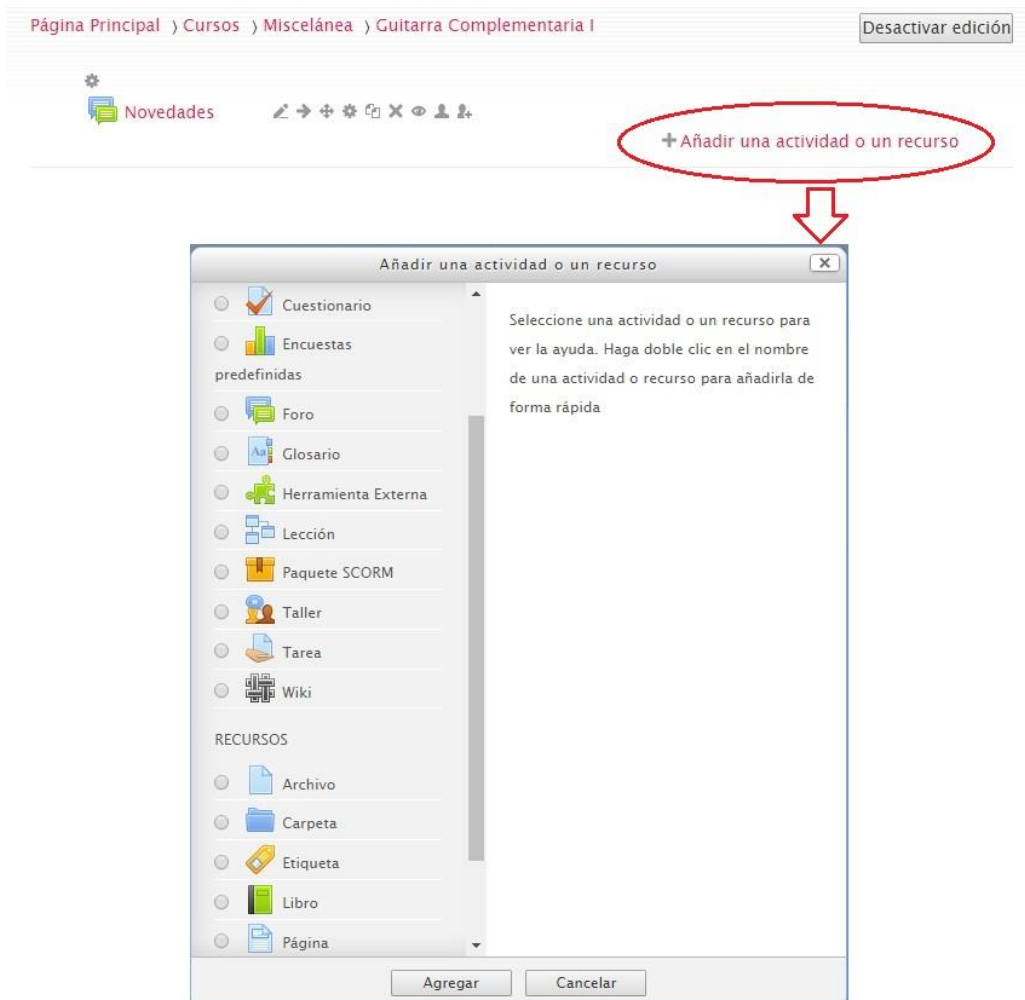 Página Principal 〉Cursos 〉Miscelánea 〉Guitarra Complementaria I
Desactivar edición
Novedades
+Añadir una actividad o un recurso
Añadir una actividad o un recurso
Cuestionario
Encuestas
predefinidas
Foro
Glosario
Herramienta Externa
Lección
Paquete SCORM
Taller
Tarea
Wiki
RECURSOS
Archivo
Carpeta
Etiqueta
Libro
Página
Seleccione una actividad o un recurso para
ver la ayuda. Haga doble clic en el nombre
de una actividad o recurso para añadirla de
forma rápida
Agregar
Cancelar